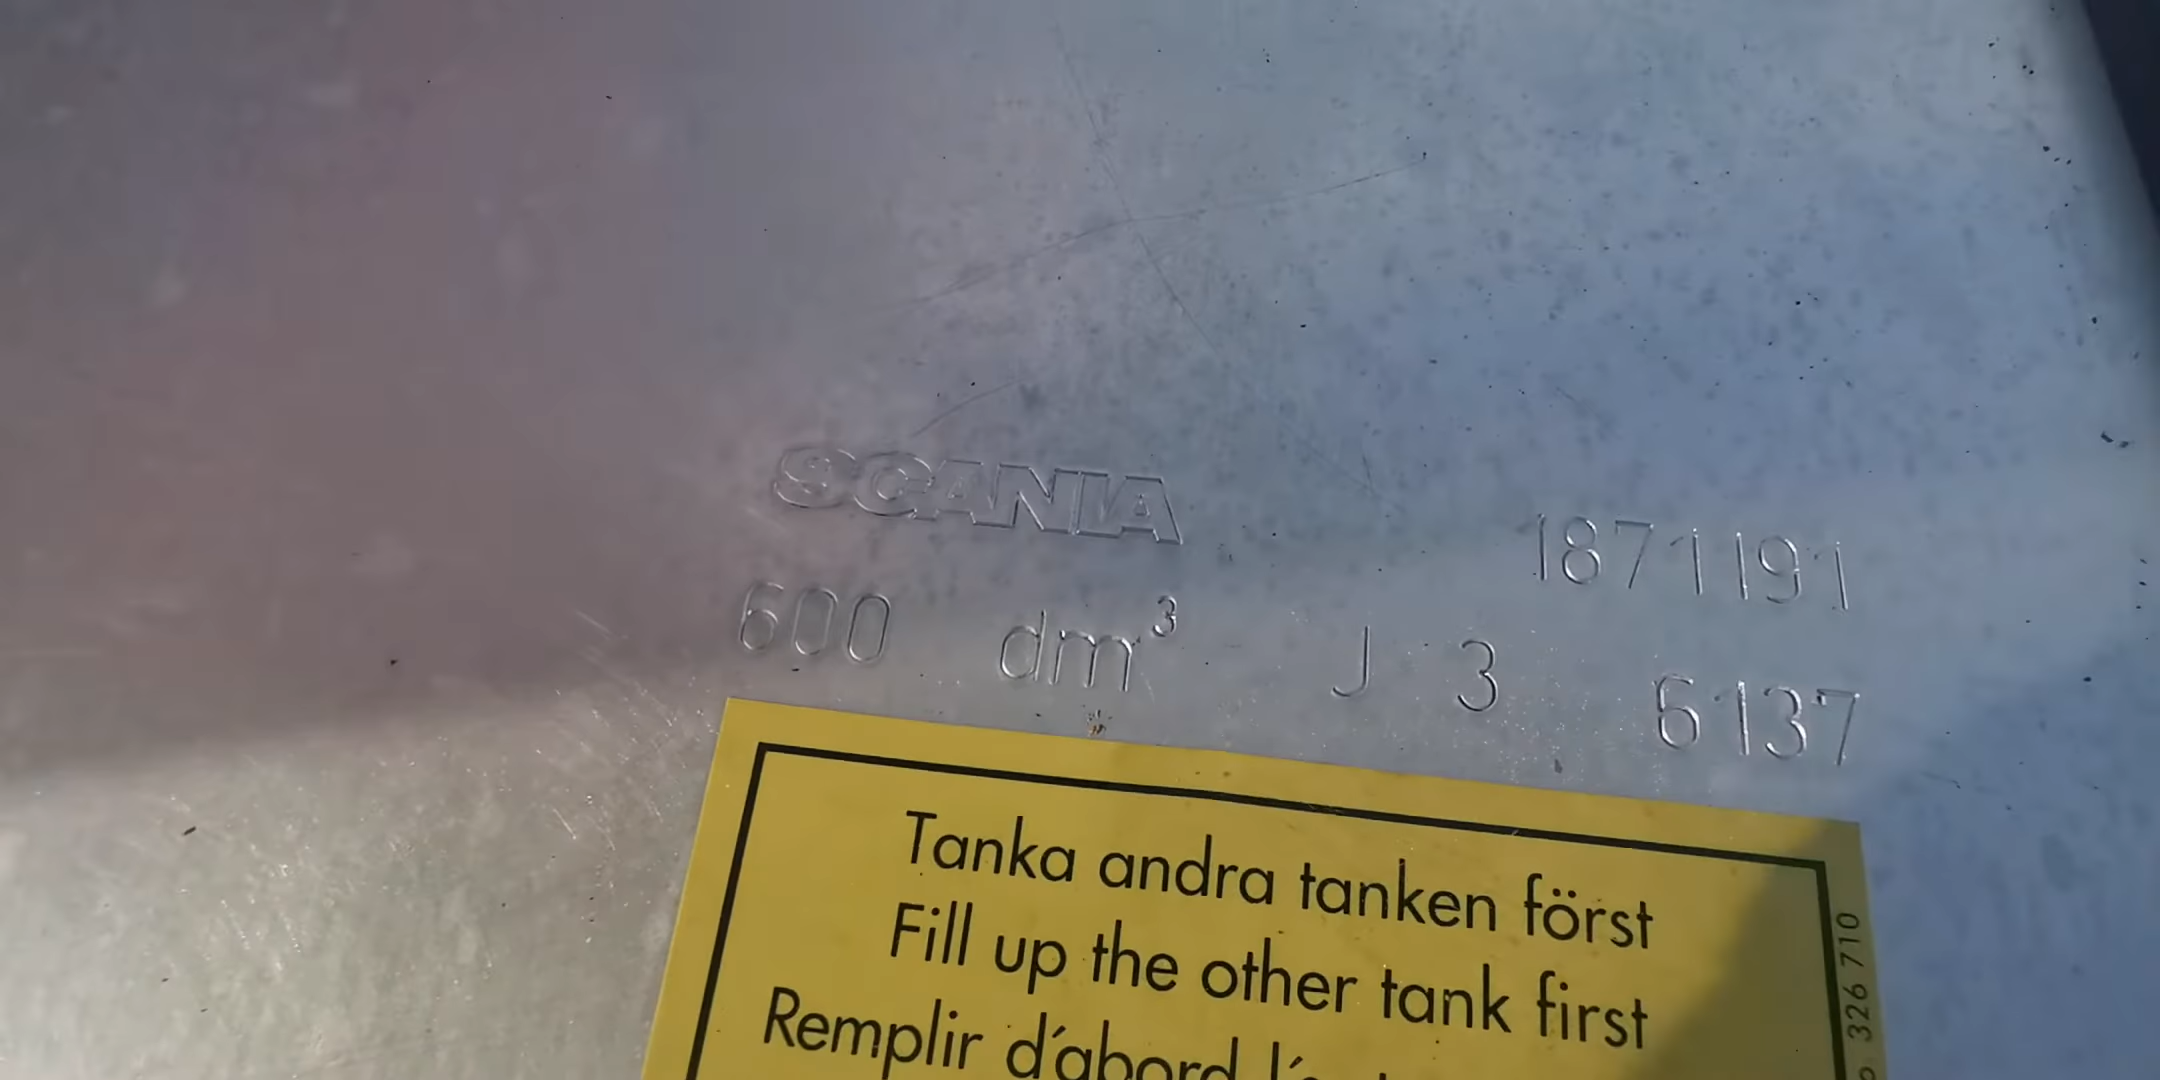 SCANIA 1871191
600 dm³ J 3 6137
Tanka andra tanken först
Fill up the other tank first
Remplir d'abord
326 710